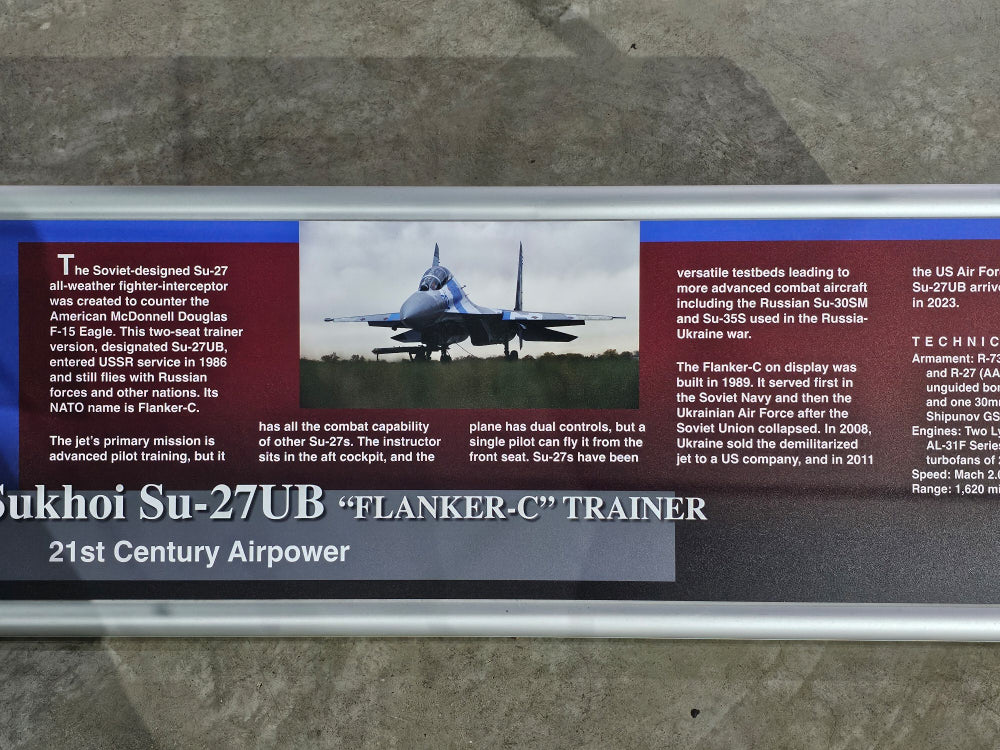 The Soviet-designed Su-27
all-weather fighter-interceptor
was created to counter the
American McDonnell Douglas
F-15 Eagle. This two-seat trainer
version, designated Su-27UB,
entered USSR service in 1986
and still flies with Russian
forces and other nations. Its
NATO name is Flanker-C.
The jet's primary mission is
advanced pilot training, but it
has all the combat capability
of other Su-27s. The instructor
sits in the aft cockpit, and the
plane has dual controls, but a
single pilot can fly it from the
front seat. Su-27s have been
versatile testbeds leading to
more advanced combat aircraft
including the Russian Su-30SM
and Su-35S used in the Russia-
Ukraine war.
The Flanker-C on display was
built in 1989. It served first in
the Soviet Navy and then the
Ukrainian Air Force after the
Soviet Union collapsed. In 2008,
Ukraine sold the demilitarized
jet to a US company, and in 2011
the US Air For
Su-27UB arriv
in 2023.
TECHNIC
Armament: R-73
and R-27 (AA
unguided bo
and one 30m
Shipunov GS
Engines: Two Ly
AL-31F Series
turbofans of 2
Speed: Mach 2.
Range: 1,620 mi
Sukhoi Su-27UB “FLANKER-C” TRAINER
21st Century Airpower